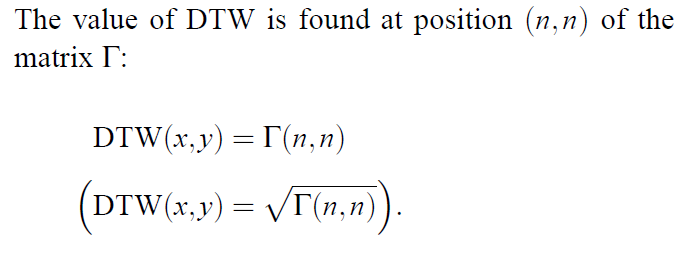 The value of DTW is found at position (n,n) of the
matrix Γ:
DTW(x,y) = Γ(n,n)
(DTW(x,y) = √Γ(n,n)).